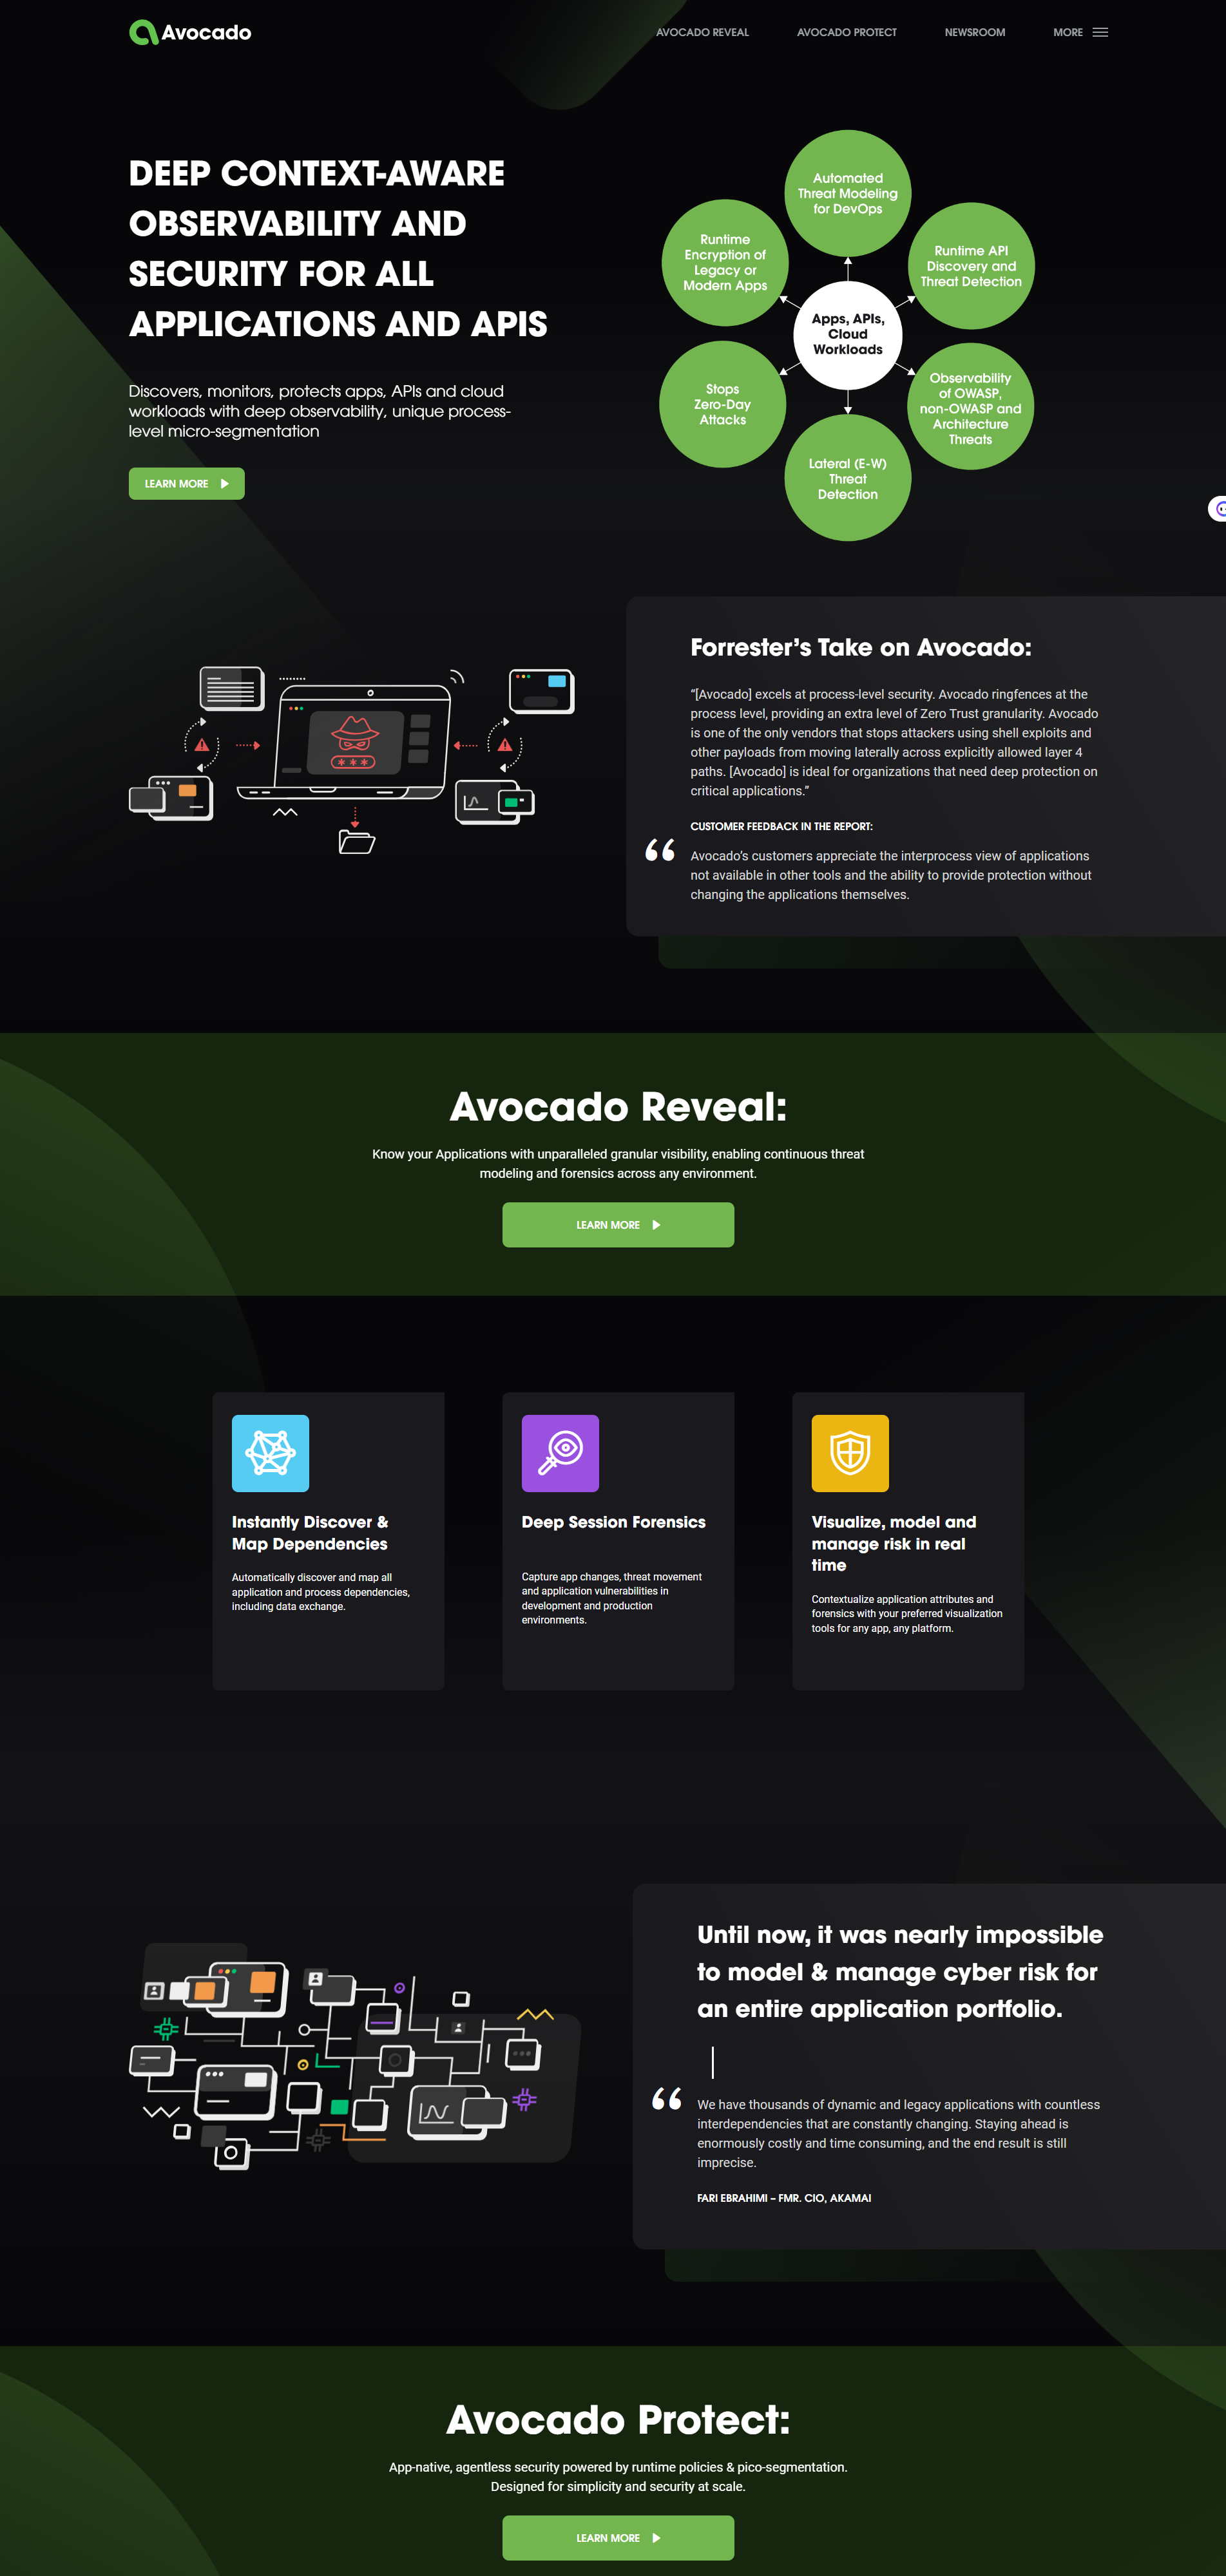 Avocado
AVOCADO REVEAL
AVOCADO PROTECT
NEWSROOM
MORE
DEEP CONTEXT-AWARE
OBSERVABILITY AND
SECURITY FOR ALL
APPLICATIONS AND APIS
Discovers, monitors, protects apps, APIs and cloud
workloads with deep observability, unique process-
level micro-segmentation
LEARN MORE
Automated
Threat Modeling
for DevOps
Runtime
Encryption of
Legacy or
Modern Apps
Runtime API
Discovery and
Threat Detection
Apps, APIs,
Cloud
Workloads
Stops
Zero-Day
Attacks
Observability
of OWASP,
non-OWASP and
Architecture
Threats
Lateral (E-W)
Threat
Detection
Forrester’s Take on Avocado:
“[Avocado] excels at process-level security. Avocado ringfences at the
process level, providing an extra level of Zero Trust granularity. Avocado
is one of the only vendors that stops attackers using shell exploits and
other payloads from moving laterally across explicitly allowed layer 4
paths. [Avocado] is ideal for organizations that need deep protection on
critical applications.”
CUSTOMER FEEDBACK IN THE REPORT:
“
Avocado’s customers appreciate the interprocess view of applications
not available in other tools and the ability to provide protection without
changing the applications themselves.
Avocado Reveal:
Know your Applications with unparalleled granular visibility, enabling continuous threat
modeling and forensics across any environment.
LEARN MORE
Instantly Discover &
Map Dependencies
Automatically discover and map all
application and process dependencies,
including data exchange.
Deep Session Forensics
Capture app changes, threat movement
and application vulnerabilities in
development and production
environments.
Visualize, model and
manage risk in real
time
Contextualize application attributes and
forensics with your preferred visualization
tools for any app, any platform.
Until now, it was nearly impossible
to model & manage cyber risk for
an entire application portfolio.
“
We have thousands of dynamic and legacy applications with countless
interdependencies that are constantly changing. Staying ahead is
enormously costly and time consuming, and the end result is still
imprecise.
FARI EBRAHIMI – FMR. CIO, AKAMAI
Avocado Protect:
App-native, agentless security powered by runtime policies & pico-segmentation.
Designed for simplicity and security at scale.
LEARN MORE